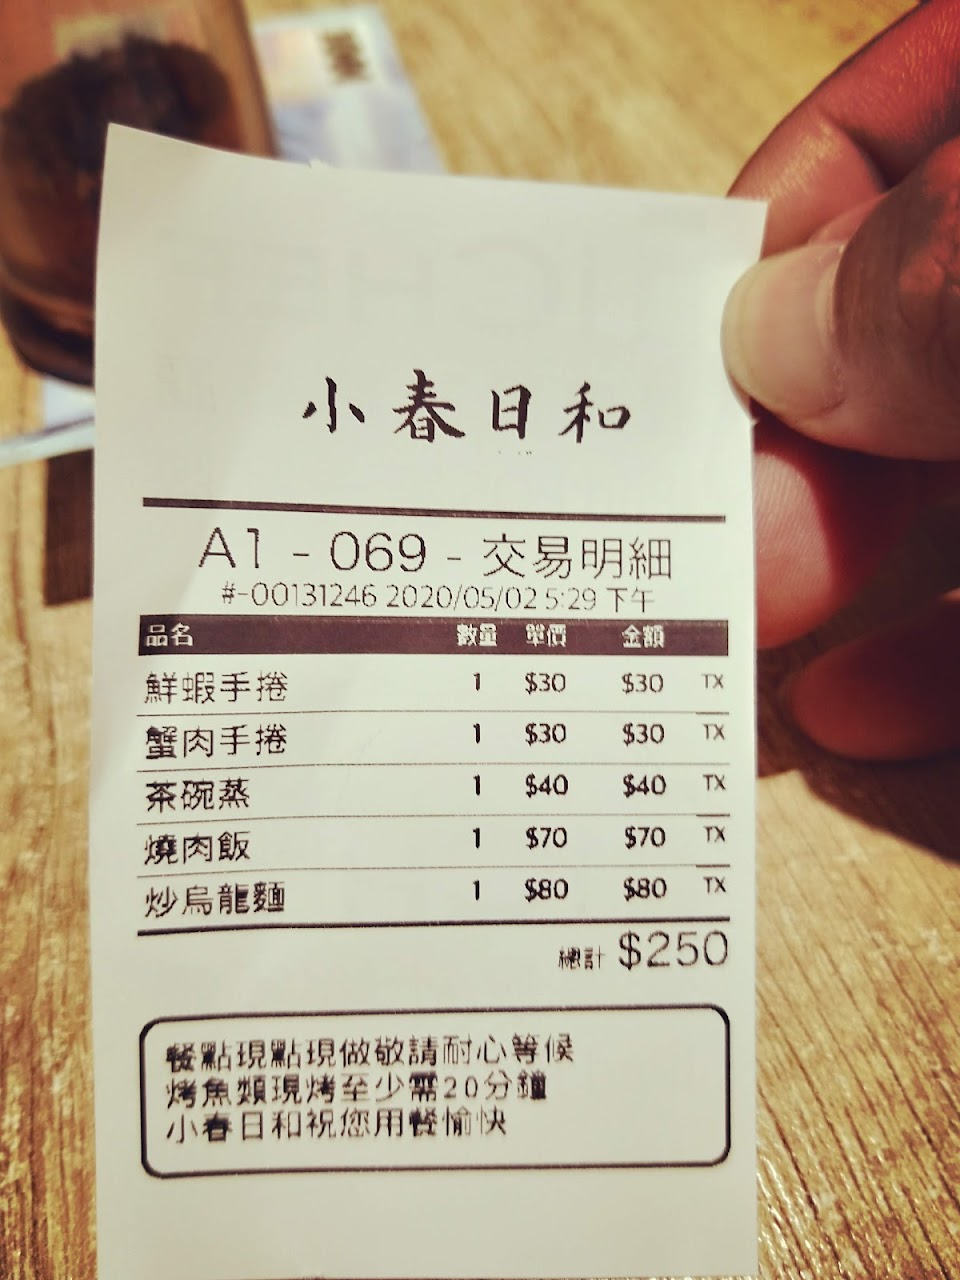 小春日和
A1 - 069 - 交易明細
#-00131246 2020/05/02 5:29 下午
品名 數量 單價 金額
鮮蝦手捲 1 $30 $30 TX
蟹肉手捲 1 $30 $30 TX
茶碗蒸 1 $40 $40 TX
燒肉飯 1 $70 $70 TX
炒烏龍麵 1 $80 $80 TX
總計 $250
餐點現點現做敬請耐心等候
烤魚類現烤至少需20分鐘
小春日和祝您用餐愉快